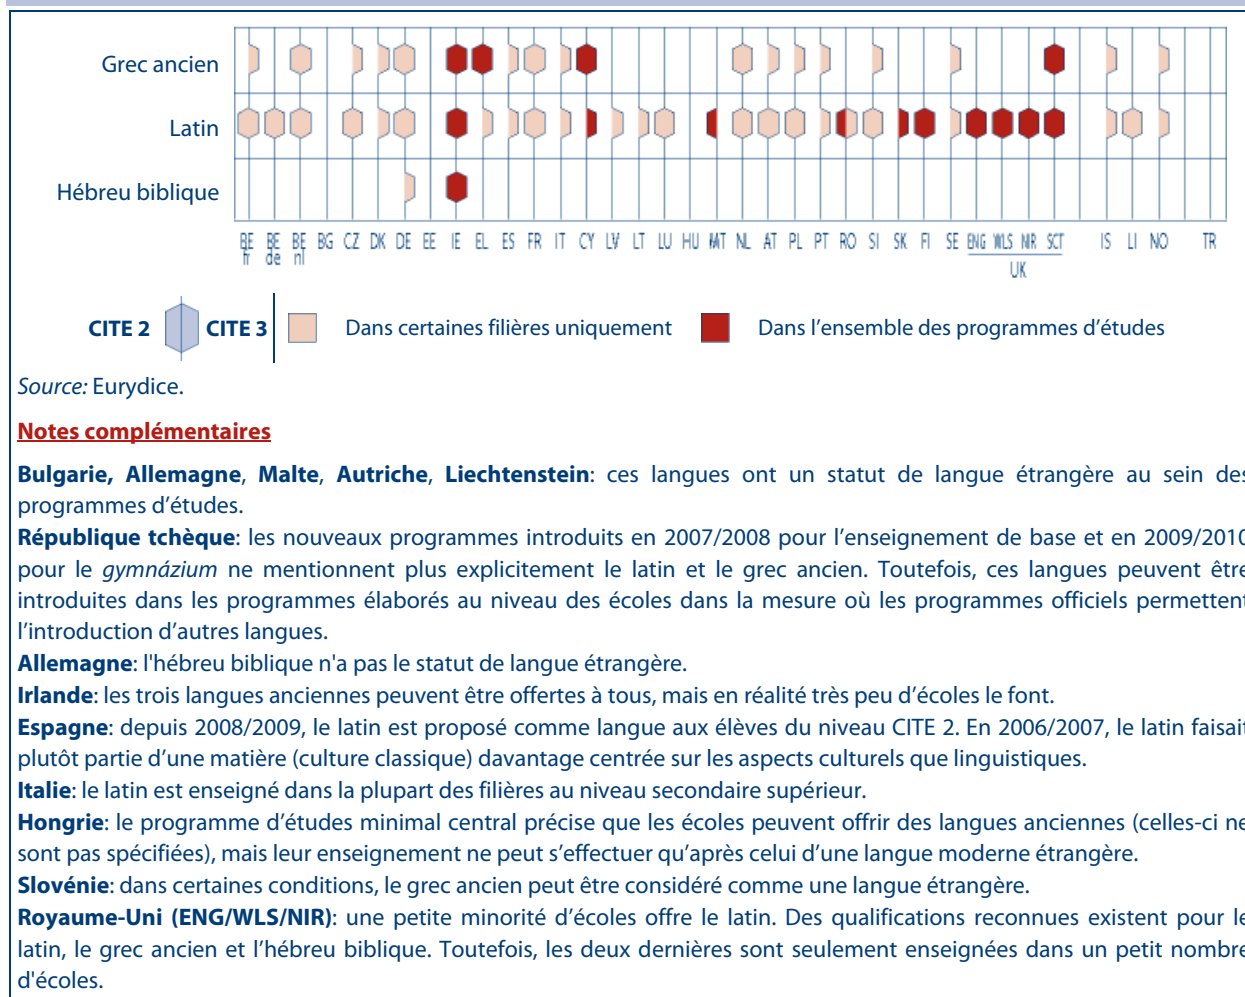 Grec ancien
Latin
Hébreu biblique
BE fr BE de BE nl BG CZ DK DE EE IE EL ES FR IT CY LV LT LU HU MT NL AT PL PT RO SI SK FI SE ENG WLS NIR SCT IS LI NO TR
UK
CITE 2 CITE 3 Dans certaines filières uniquement Dans l’ensemble des programmes d’études
Source: Eurydice.
Notes complémentaires
Bulgarie, Allemagne, Malte, Autriche, Liechtenstein: ces langues ont un statut de langue étrangère au sein des
programmes d’études.
République tchèque: les nouveaux programmes introduits en 2007/2008 pour l’enseignement de base et en 2009/2010
pour le gymnázium ne mentionnent plus explicitement le latin et le grec ancien. Toutefois, ces langues peuvent être
introduites dans les programmes élaborés au niveau des écoles dans la mesure où les programmes officiels permettent
l’introduction d’autres langues.
Allemagne: l'hébreu biblique n'a pas le statut de langue étrangère.
Irlande: les trois langues anciennes peuvent être offertes à tous, mais en réalité très peu d’écoles le font.
Espagne: depuis 2008/2009, le latin est proposé comme langue aux élèves du niveau CITE 2. En 2006/2007, le latin faisait
plutôt partie d’une matière (culture classique) davantage centrée sur les aspects culturels que linguistiques.
Italie: le latin est enseigné dans la plupart des filières au niveau secondaire supérieur.
Hongrie: le programme d’études minimal central précise que les écoles peuvent offrir des langues anciennes (celles-ci ne
sont pas spécifiées), mais leur enseignement ne peut s’effectuer qu’après celui d’une langue moderne étrangère.
Slovénie: dans certaines conditions, le grec ancien peut être considéré comme une langue étrangère.
Royaume-Uni (ENG/WLS/NIR): une petite minorité d’écoles offre le latin. Des qualifications reconnues existent pour le
latin, le grec ancien et l’hébreu biblique. Toutefois, les deux dernières sont seulement enseignées dans un petit nombre
d'écoles.